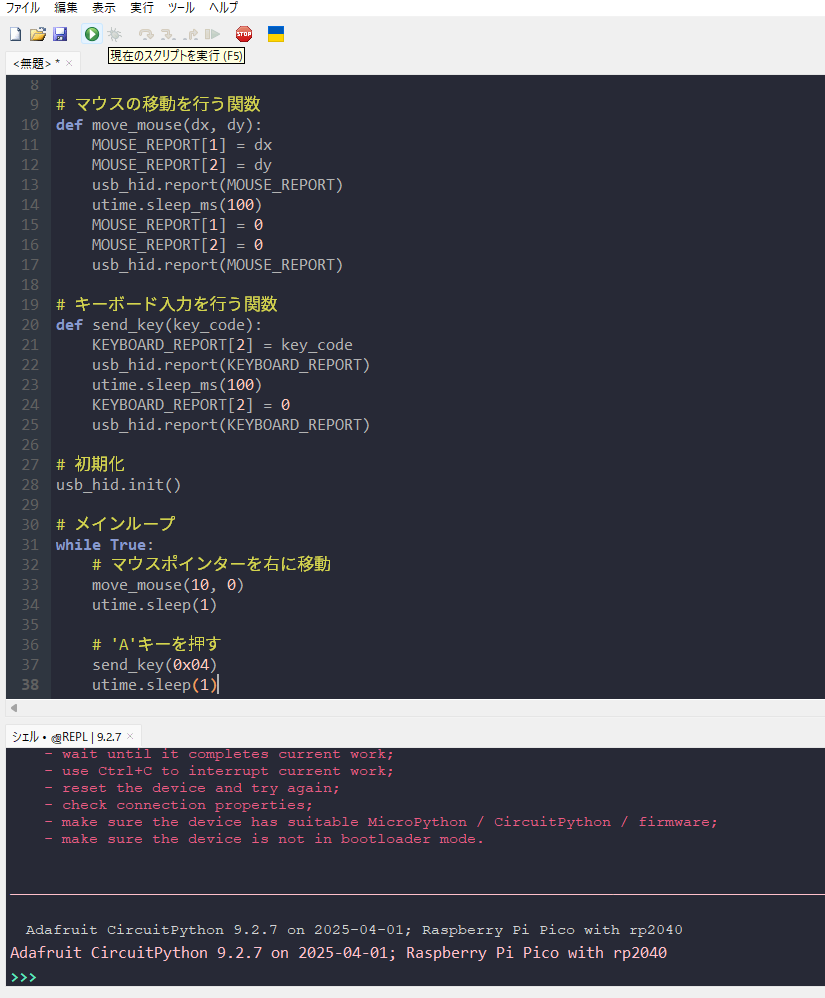 ファイル 編集 表示 実行 ツール ヘルプ
STOP
現在のスクリプトを実行 (F5)
<無題> * ×
8
9 # マウスの移動を行う関数
10 def move_mouse(dx, dy):
11     MOUSE_REPORT[1] = dx
12     MOUSE_REPORT[2] = dy
13     usb_hid.report(MOUSE_REPORT)
14     utime.sleep_ms(100)
15     MOUSE_REPORT[1] = 0
16     MOUSE_REPORT[2] = 0
17     usb_hid.report(MOUSE_REPORT)
18
19 # キーボード入力を行う関数
20 def send_key(key_code):
21     KEYBOARD_REPORT[2] = key_code
22     usb_hid.report(KEYBOARD_REPORT)
23     utime.sleep_ms(100)
24     KEYBOARD_REPORT[2] = 0
25     usb_hid.report(KEYBOARD_REPORT)
26
27 # 初期化
28 usb_hid.init()
29
30 # メインループ
31 while True:
32     # マウスポインターを右に移動
33     move_mouse(10, 0)
34     utime.sleep(1)
35
36     # 'A'キーを押す
37     send_key(0x04)
38     utime.sleep(1)
シェル • @REPL | 9.2.7 ×
- wait until it completes current work;
- use Ctrl+C to interrupt current work;
- reset the device and try again;
- check connection properties;
- make sure the device has suitable MicroPython / CircuitPython / firmware;
- make sure the device is not in bootloader mode.
Adafruit CircuitPython 9.2.7 on 2025-04-01; Raspberry Pi Pico with rp2040
Adafruit CircuitPython 9.2.7 on 2025-04-01; Raspberry Pi Pico with rp2040
>>>